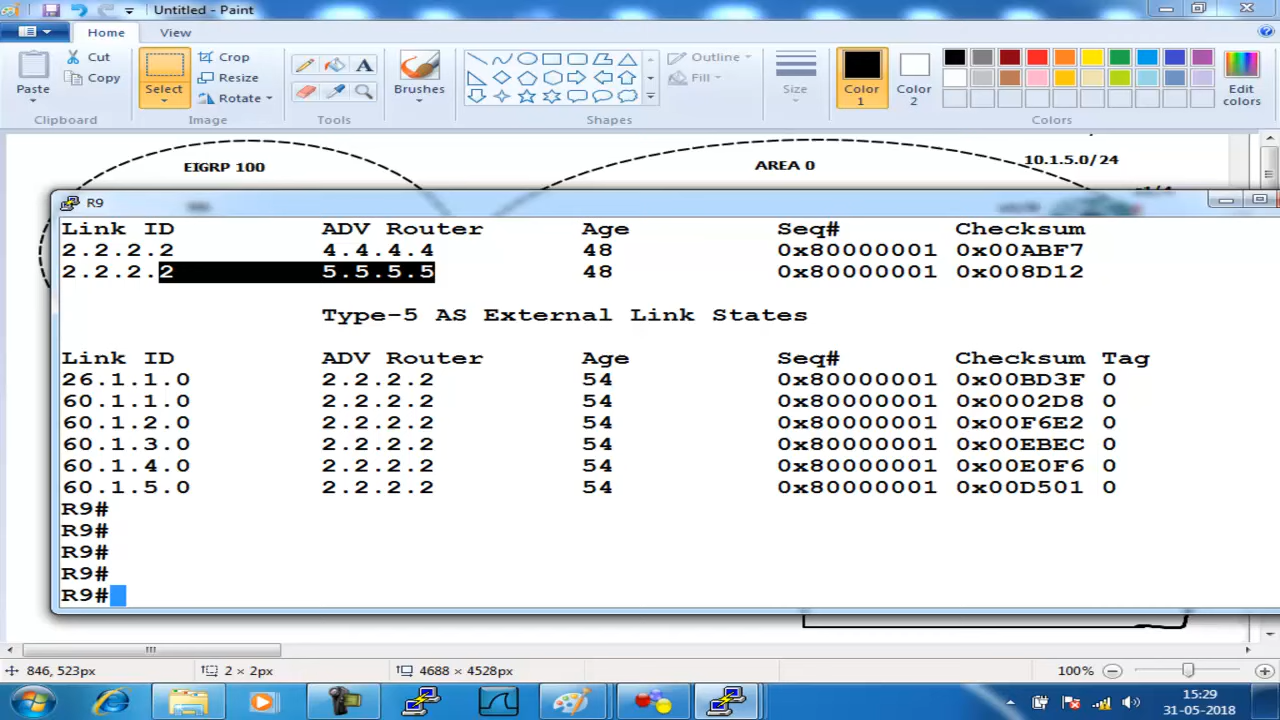 Untitled - Paint
Home
View
Cut
Copy
Paste
Clipboard
Select
Crop
Resize
Rotate
Image
Tools
Brushes
Shapes
Outline
Fill
Size
Color 1
Color 2
Colors
Edit colors
EIGRP 100
AREA 0
10.1.5.0/24
R9
Link ID ADV Router Age Seq# Checksum
2.2.2.2 4.4.4.4 48 0x80000001 0x00ABF7
2.2.2.2 5.5.5.5 48 0x80000001 0x008D12
Type-5 AS External Link States
Link ID ADV Router Age Seq# Checksum Tag
26.1.1.0 2.2.2.2 54 0x80000001 0x00BD3F 0
60.1.1.0 2.2.2.2 54 0x80000001 0x0002D8 0
60.1.2.0 2.2.2.2 54 0x80000001 0x00F6E2 0
60.1.3.0 2.2.2.2 54 0x80000001 0x00EBEC 0
60.1.4.0 2.2.2.2 54 0x80000001 0x00E0F6 0
60.1.5.0 2.2.2.2 54 0x80000001 0x00D501 0
R9#
R9#
R9#
R9#
R9#
846, 523px
2 × 2px
4688 × 4528px
100%
15:29
31-05-2018